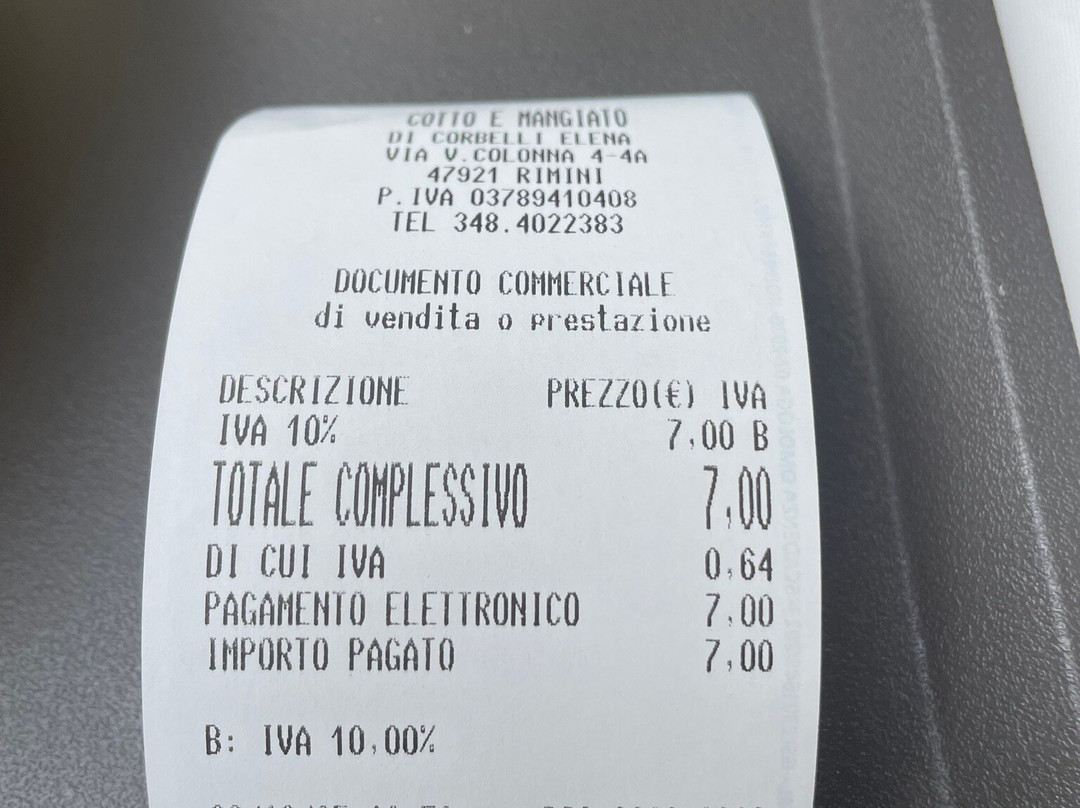 COTTO E MANGIATO
DI CORBELLI ELENA
VIA V.COLONNA 4-4A
47921 RIMINI
P.IVA 03789410408
TEL 348.4022383
DOCUMENTO COMMERCIALE
di vendita o prestazione
DESCRIZIONE PREZZO(€) IVA
IVA 10% 7,00 B
TOTALE COMPLESSIVO 7,00
DI CUI IVA 0,64
PAGAMENTO ELETTRONICO 7,00
IMPORTO PAGATO 7,00
B: IVA 10,00%